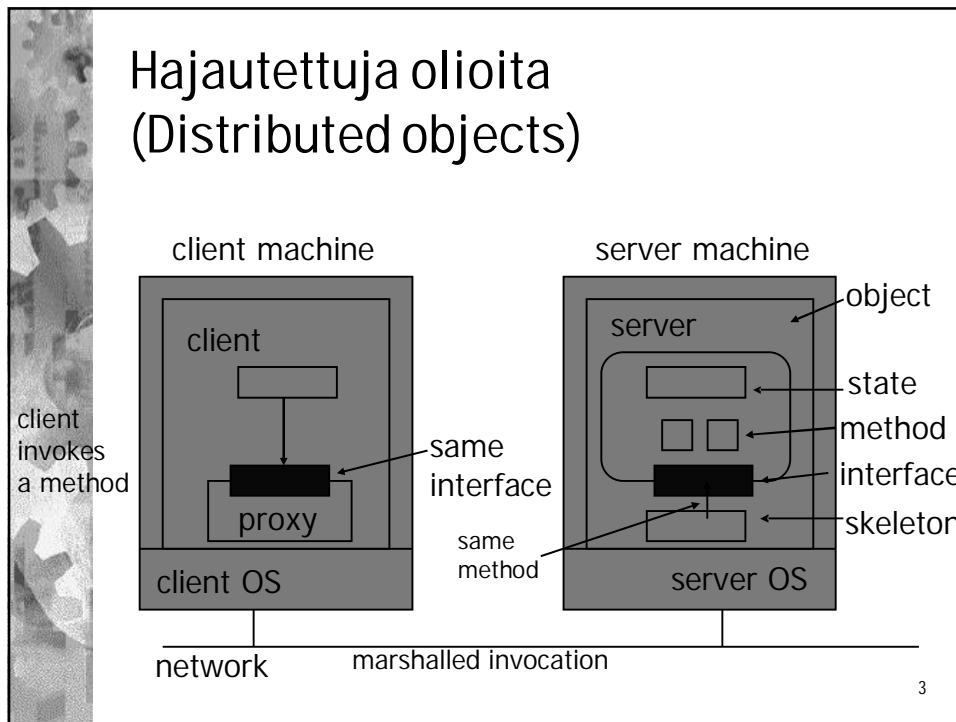 Hajautettuja olioita
(Distributed objects)
client machine
server machine
object
client
server
state
client
invokes
a method
same
interface
method
interface
proxy
same
method
skeleton
client OS
server OS
network
marshalled invocation
3